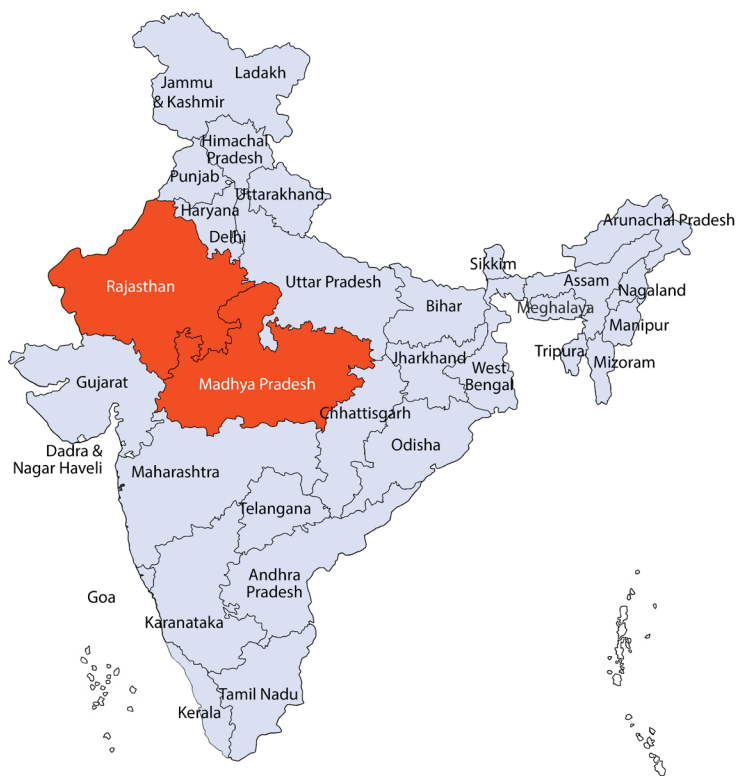 Ladakh
Jammu
& Kashmir
Himachal
Pradesh
Punjab
Uttarakhand
Haryana
Delhi
Arunachal Pradesh
Sikkim
Rajasthan
Uttar Pradesh
Assam
Nagaland
Bihar
Meghalaya
Manipur
Tripura
Mizoram
Jharkhand
West
Bengal
Gujarat
Madhya Pradesh
Chhattisgarh
Odisha
Dadra &
Nagar Haveli
Maharashtra
Telangana
Andhra
Pradesh
Goa
Karanataka
Tamil Nadu
Kerala